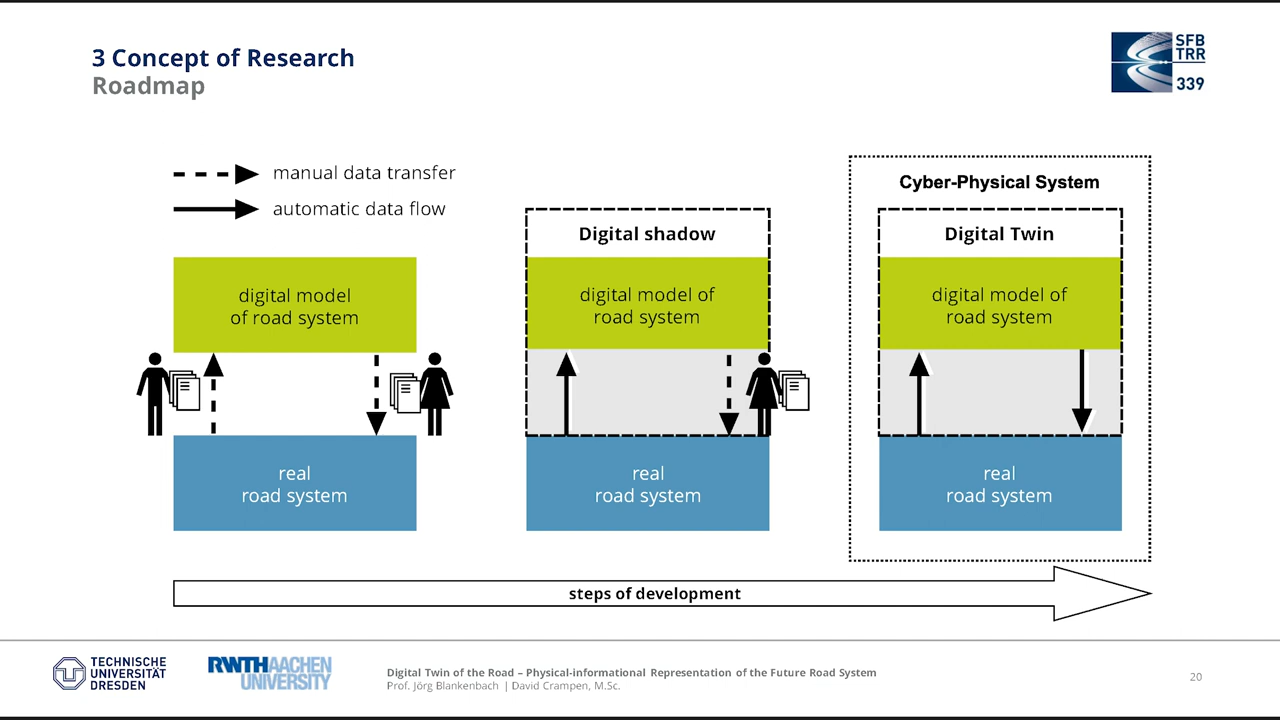 3 Concept of Research
Roadmap
SFB
TRR
339
manual data transfer
automatic data flow
digital model
of road system
real
road system
Digital shadow
digital model of
road system
real
road system
Cyber-Physical System
Digital Twin
digital model of
road system
real
road system
steps of development
TECHNISCHE
UNIVERSITÄT
DRESDEN
RWTHAACHEN
UNIVERSITY
Digital Twin of the Road – Physical-informational Representation of the Future Road System
Prof. Jörg Blankenbach | David Crampen, M.Sc.
20